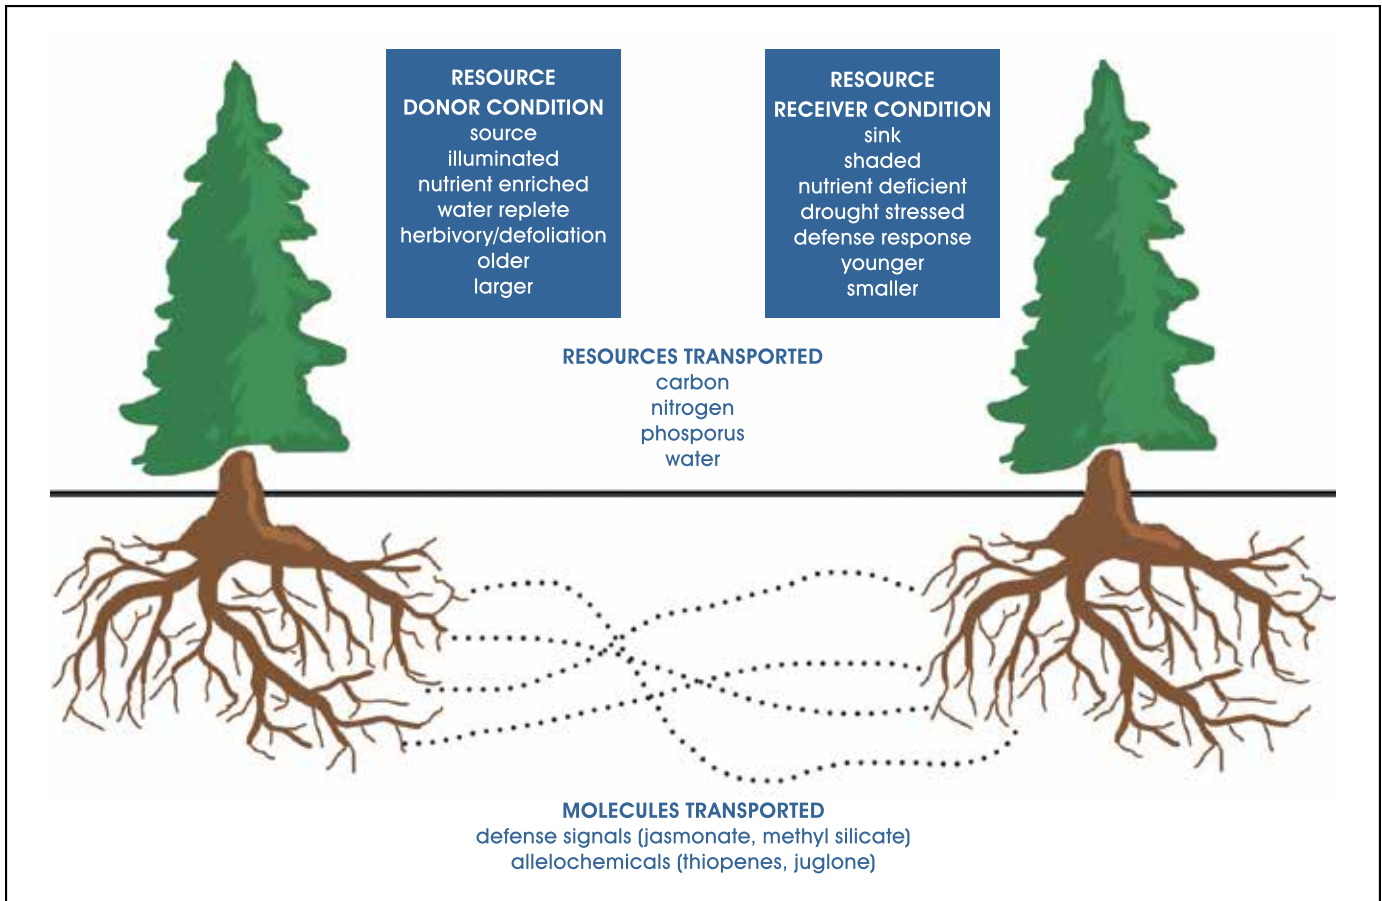 RESOURCE
DONOR CONDITION
source
illuminated
nutrient enriched
water replete
herbivory/defoliation
older
larger
RESOURCE
RECEIVER CONDITION
sink
shaded
nutrient deficient
drought stressed
defense response
younger
smaller
RESOURCES TRANSPORTED
carbon
nitrogen
phosporus
water
MOLECULES TRANSPORTED
defense signals (jasmonate, methyl silicate)
allelochemicals (thiopenes, juglone)